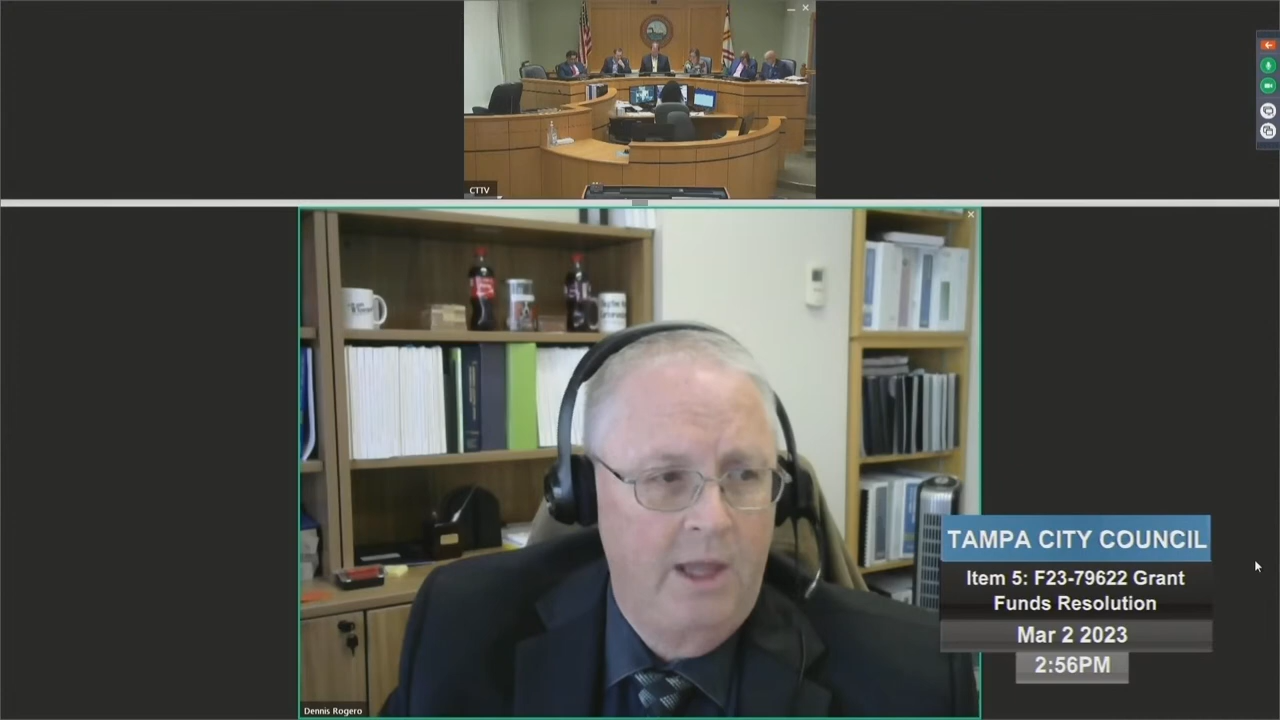 CTTV
Dennis Rogero
TAMPA CITY COUNCIL
Item 5: F23-79622 Grant
Funds Resolution
Mar 2 2023
2:56PM